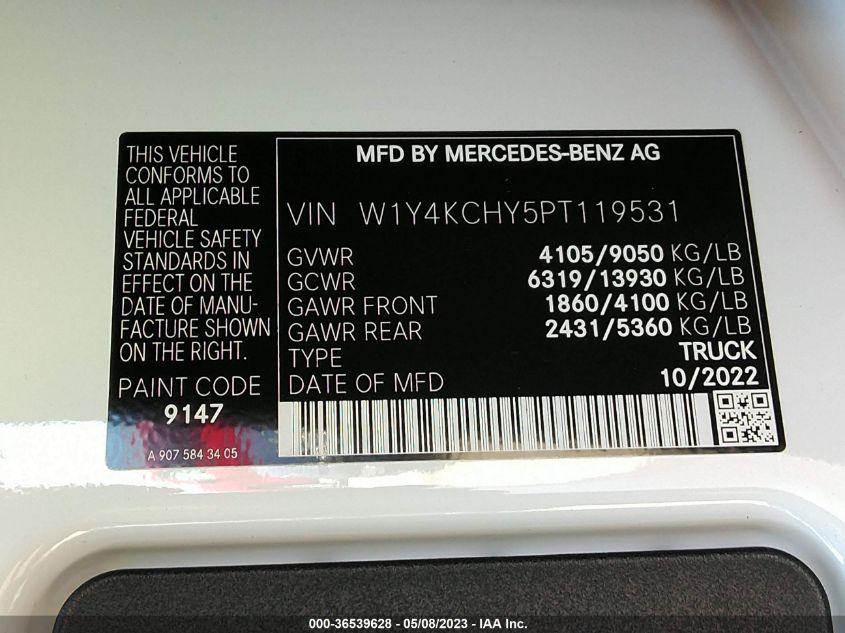 THIS VEHICLE
CONFORMS TO
ALL APPLICABLE
FEDERAL
VEHICLE SAFETY
STANDARDS IN
EFFECT ON THE
DATE OF MANU-
FACTURE SHOWN
ON THE RIGHT.
PAINT CODE
9147
A 907 584 34 05
MFD BY MERCEDES-BENZ AG
VIN W1Y4KCHY5PT119531
GVWR 4105/9050 KG/LB
GCWR 6319/13930 KG/LB
GAWR FRONT 1860/4100 KG/LB
GAWR REAR 2431/5360 KG/LB
TYPE TRUCK
DATE OF MFD 10/2022
000-36539628 - 05/08/2023 - IAA Inc.